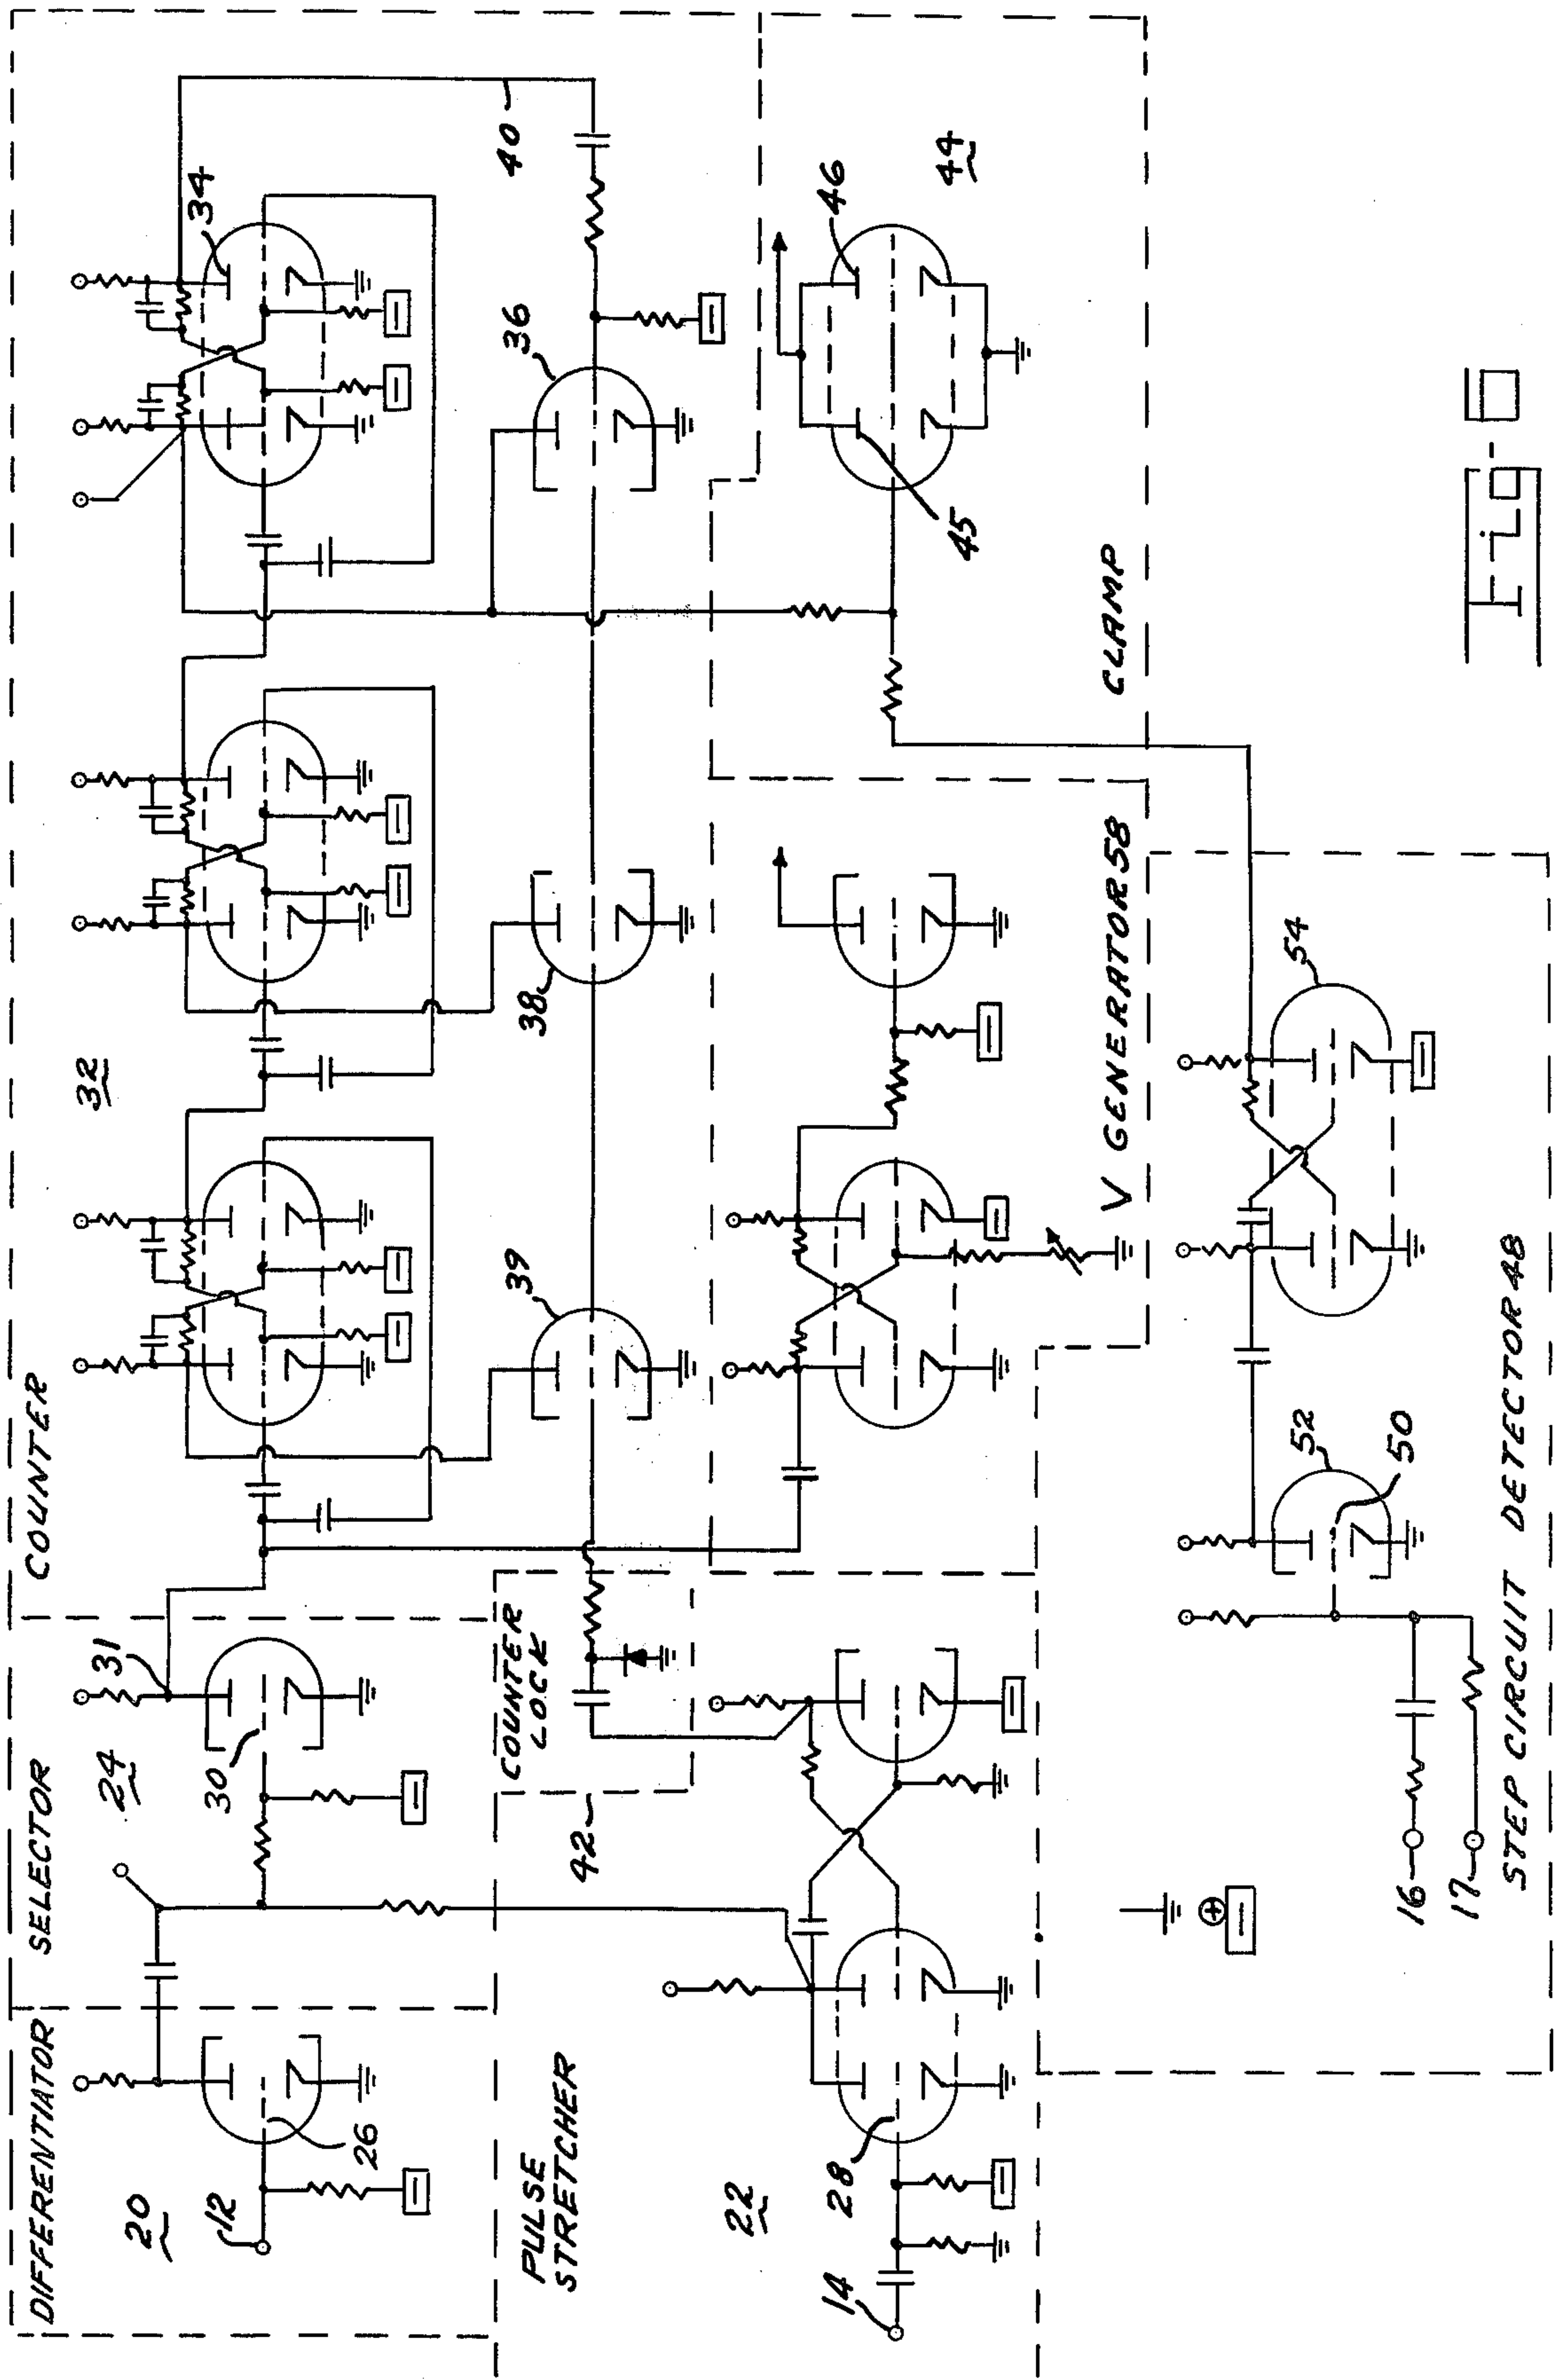 DIFFERENTIATOR
SELECTOR
COUNTER
20
12
26
24
30
31
32
34
PULSE
STRETCHER
COUNTER
LOCK
42
39
38
36
40
22
14
28
V GENERATOR 58
CLAMP
45
46
44
16
17
52
50
54
STEP CIRCUIT DETECTOR 48
Fig-6